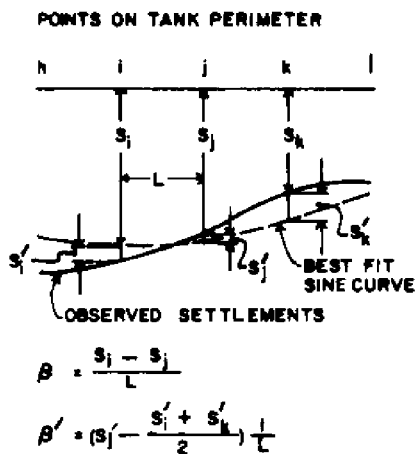 POINTS ON TANK PERIMETER
h i j k l
S_i S_j S_k
L
S_i' S_j' S_k'
BEST FIT
SINE CURVE
OBSERVED SETTLEMENTS
β = (S_i - S_j) / L
β' = (S_j' - (S_i' + S_k') / 2) 1/L